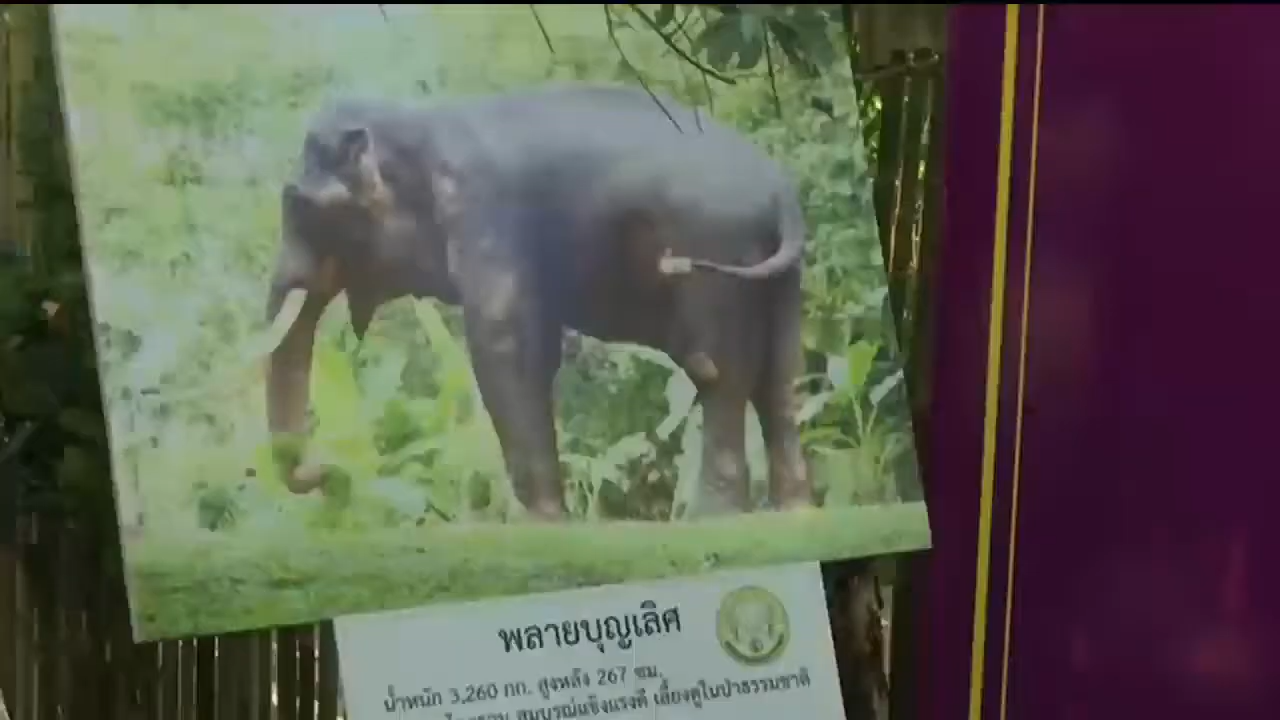 พลายบุญเลิศ
น้ำหนัก 3,260 กก. สูงหลัง 267 ซม.
สมบูรณ์แข็งแรงดี เลี้ยงดูในป่าธรรมชาติ